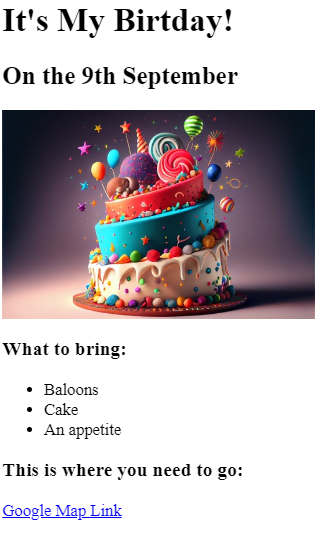 It's My Birtday!
On the 9th September
What to bring:
Baloons
Cake
An appetite
This is where you need to go:
Google Map Link